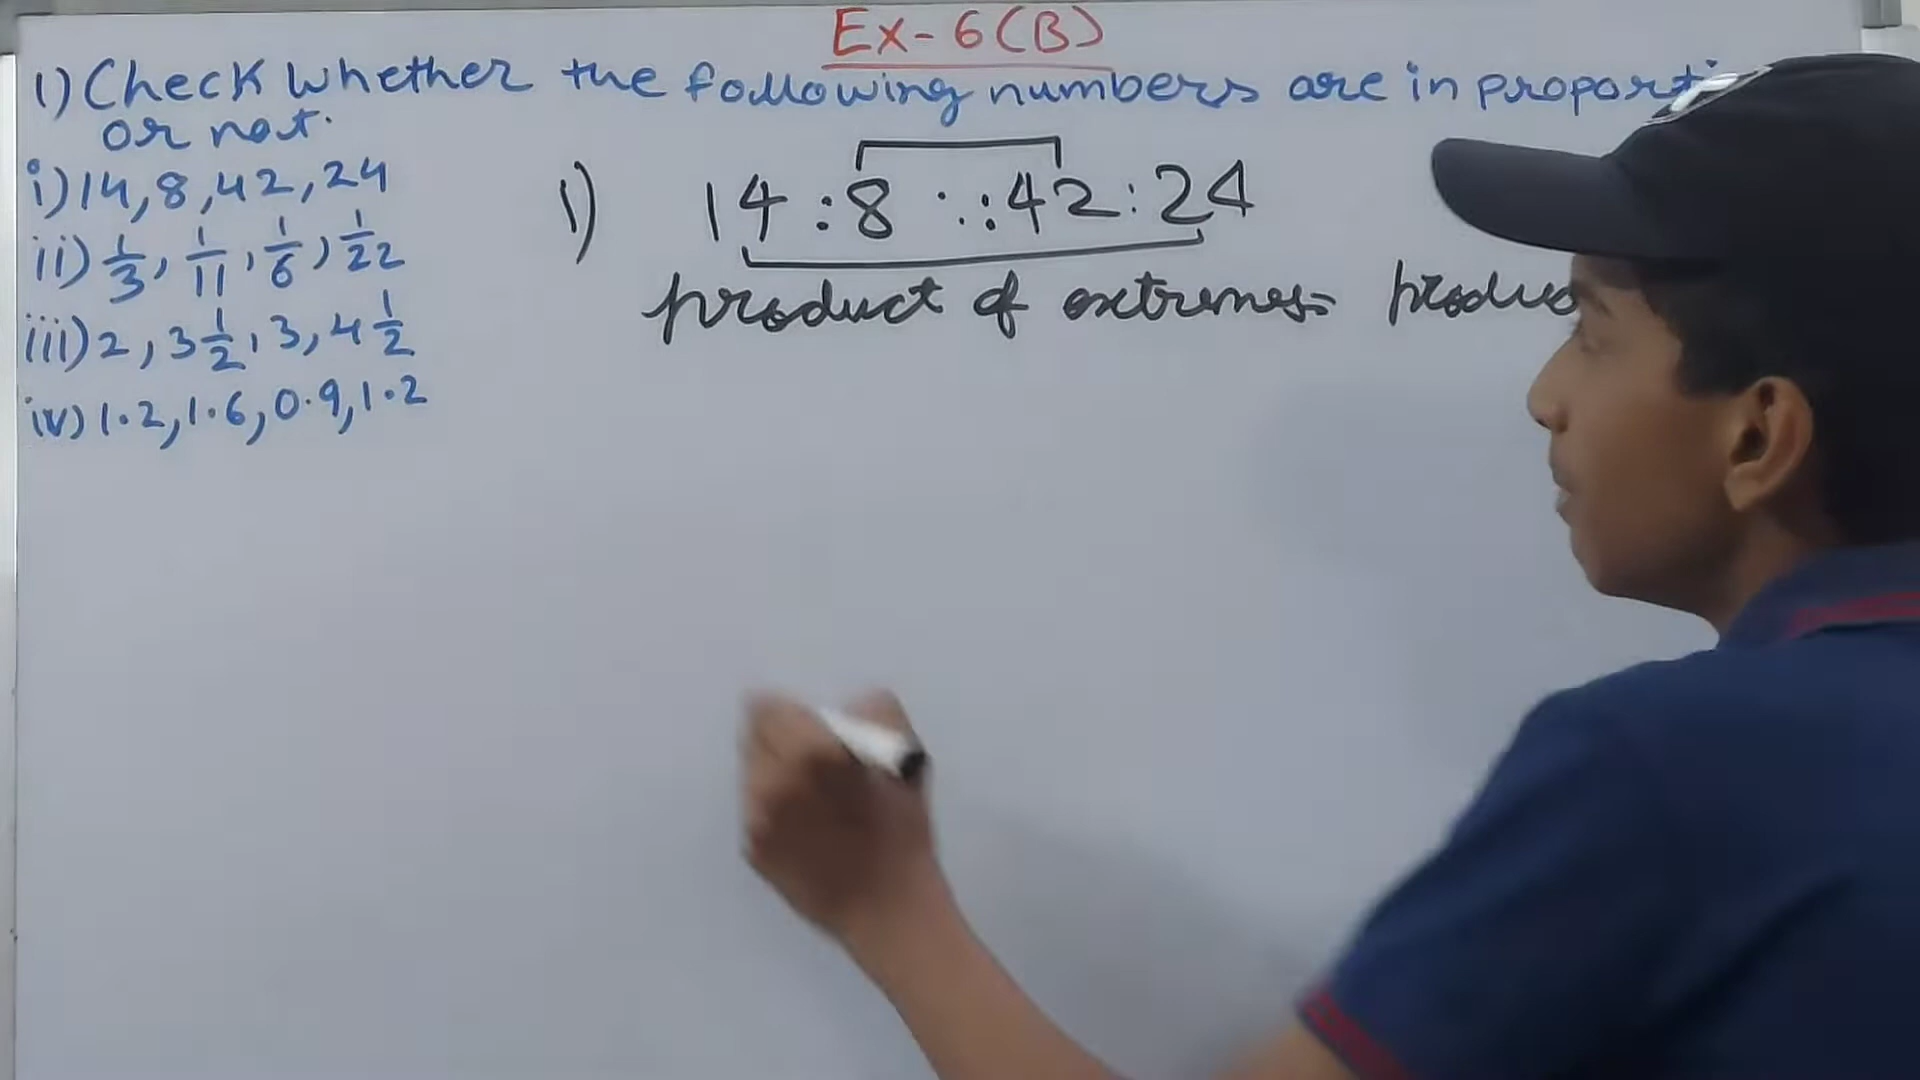 Ex-6(B)
1) Check whether the following numbers are in
or not.
i) 14, 8, 42, 24
ii) 1/3, 1/11, 1/6, 1/22
iii) 2, 3 1/2, 3, 4 1/2
iv) 1.2, 1.6, 0.9, 1.2
1) 14 : 8 :: 42 : 24
product of extremes =